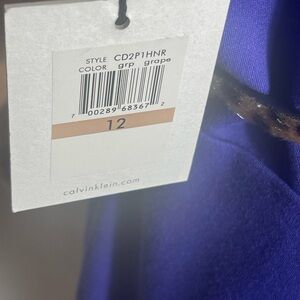 STYLE CD2P1HNR
COLOR grp grape
7 00289 68367 2
12
calvinklein.com